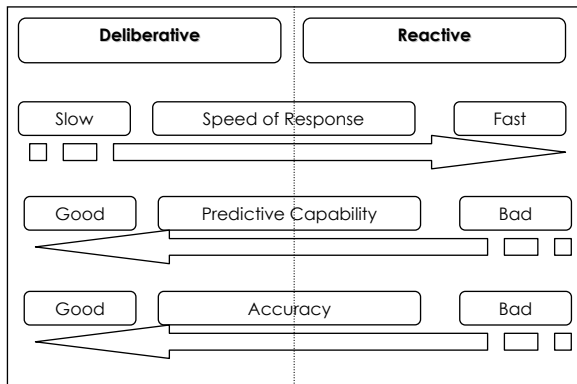 Deliberative Reactive
Slow Speed of Response Fast
Good Predictive Capability Bad
Good Accuracy Bad